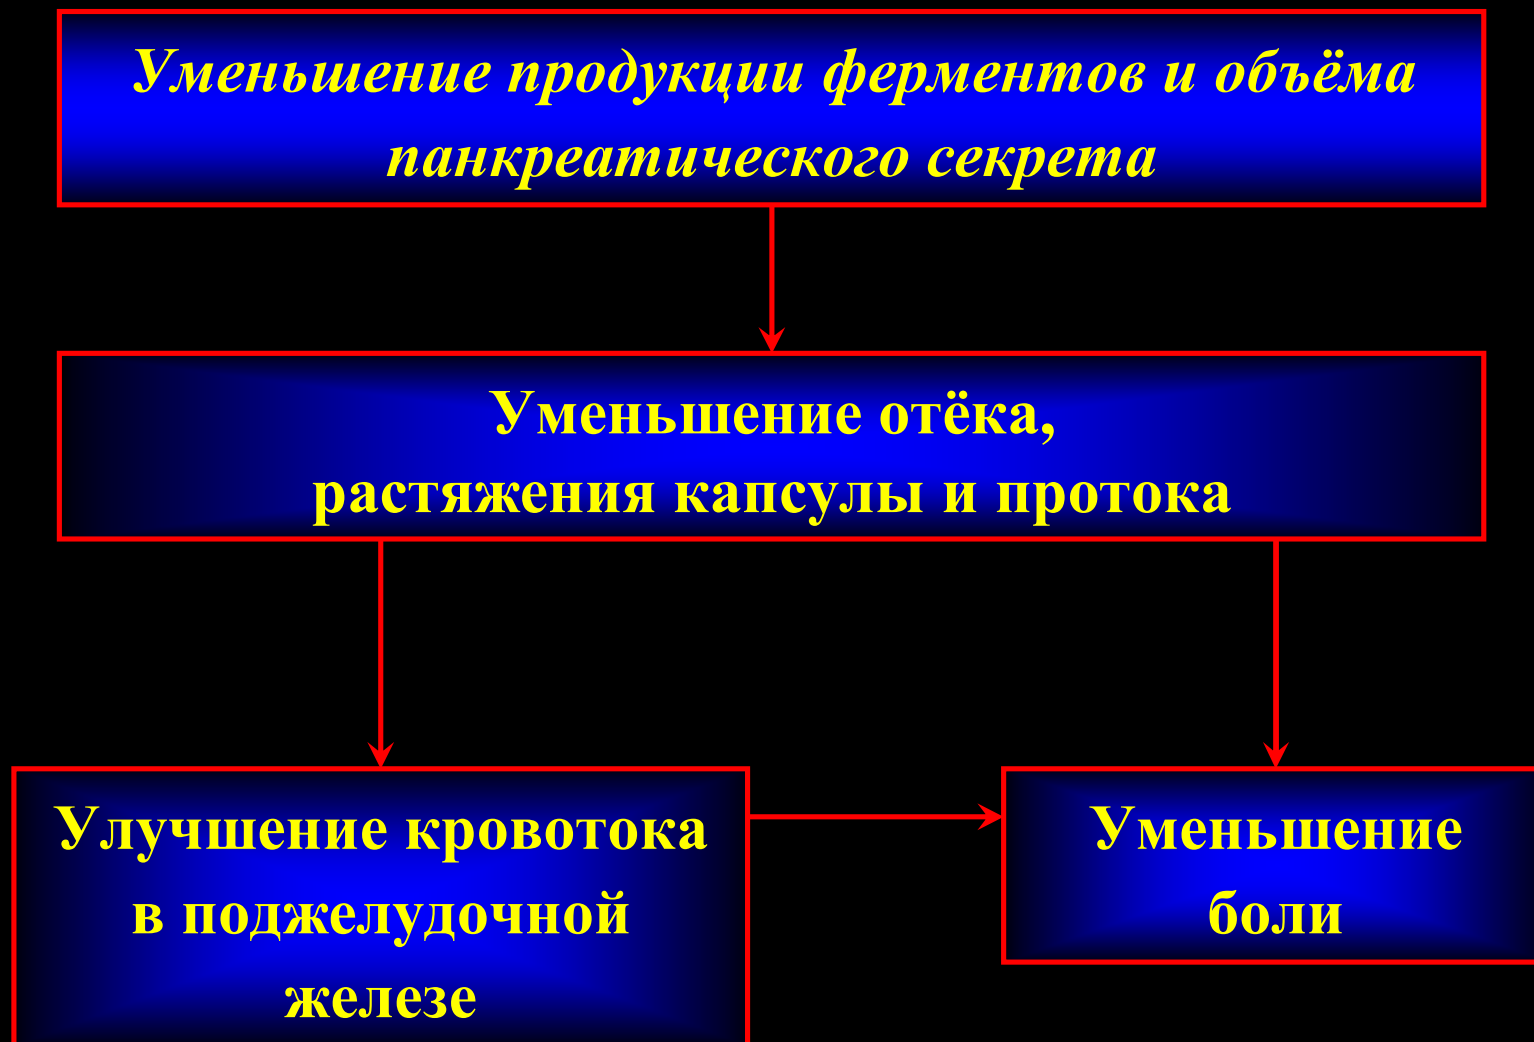 Уменьшение продукции ферментов и объёма
панкреатического секрета
Уменьшение отёка,
растяжения капсулы и протока
Улучшение кровотока
в поджелудочной
железе
Уменьшение
боли